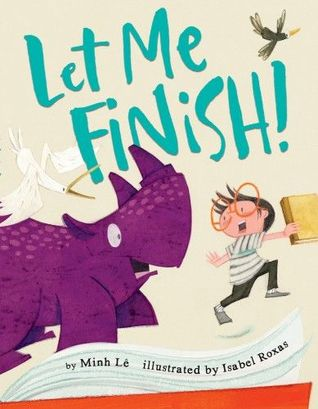 LET ME
FINISH!
by Minh Lê illustrated by Isabel Roxas